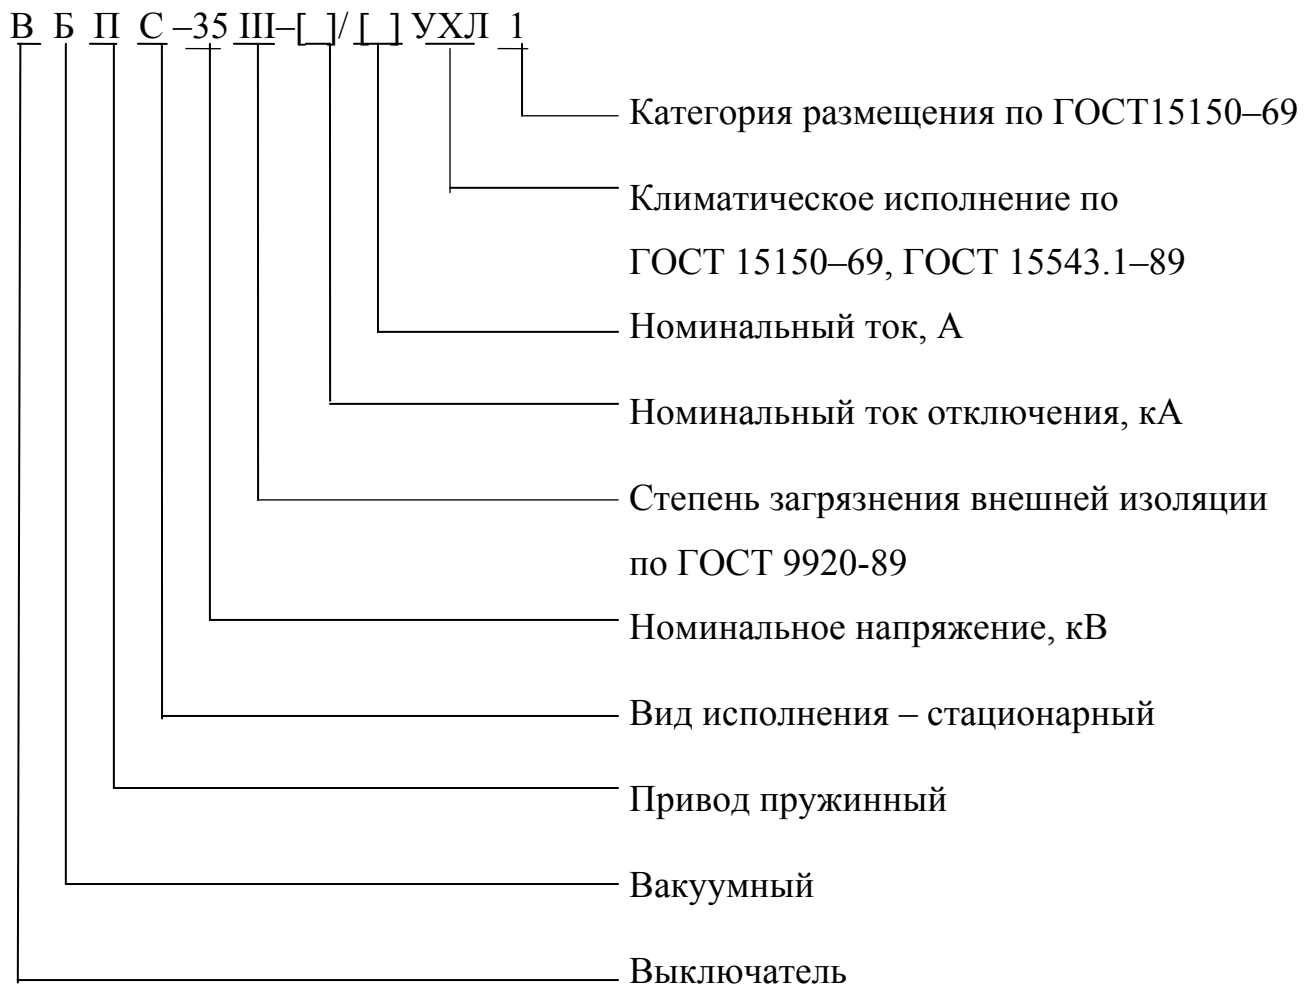 В Б П С –35 III–[ ]/ [ ] УХЛ 1
Категория размещения по ГОСТ15150–69
Климатическое исполнение по
ГОСТ 15150–69, ГОСТ 15543.1–89
Номинальный ток, А
Номинальный ток отключения, кА
Степень загрязнения внешней изоляции
по ГОСТ 9920-89
Номинальное напряжение, кВ
Вид исполнения – стационарный
Привод пружинный
Вакуумный
Выключатель